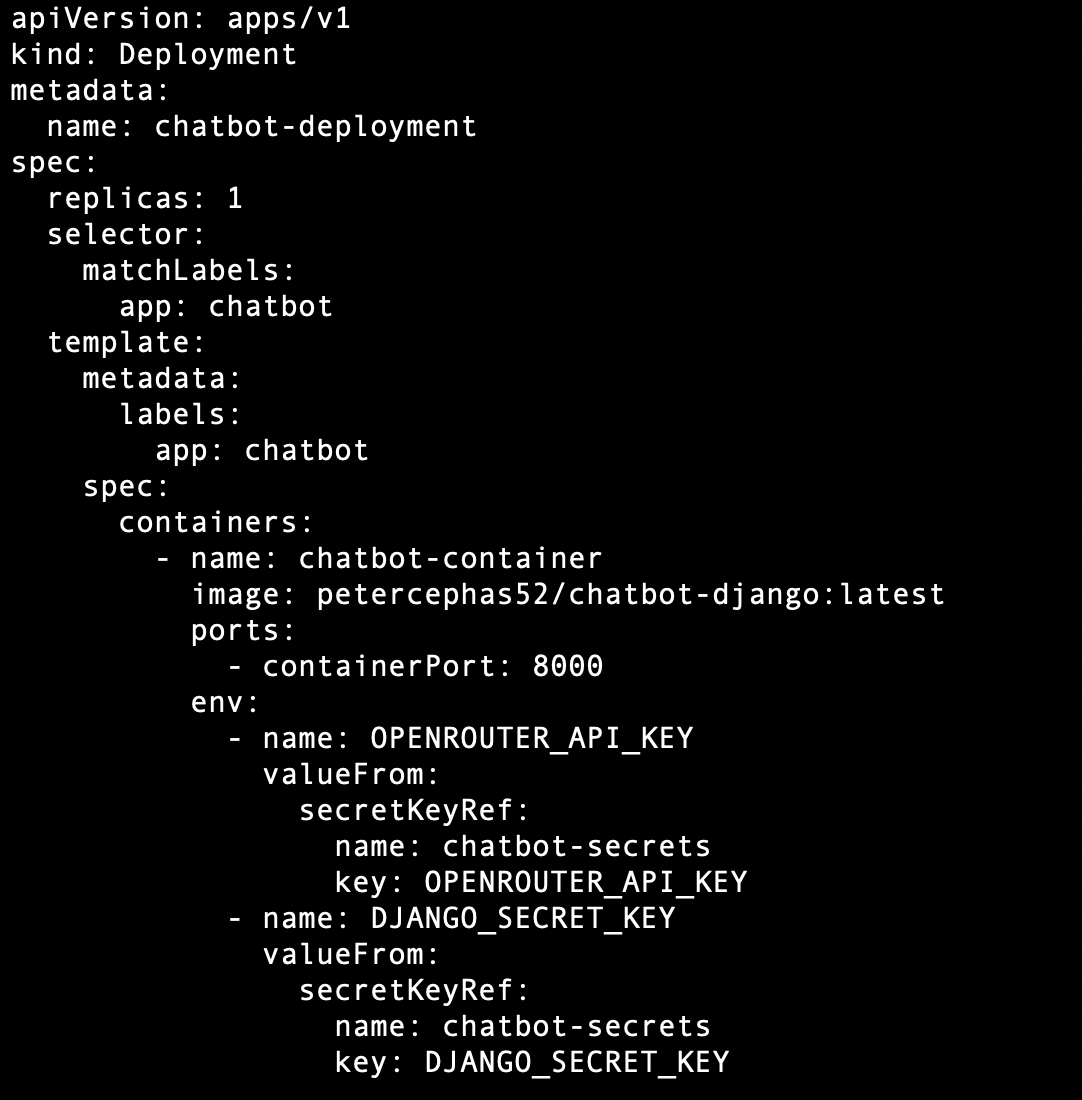 apiVersion: apps/v1
kind: Deployment
metadata:
  name: chatbot-deployment
spec:
  replicas: 1
  selector:
    matchLabels:
      app: chatbot
  template:
    metadata:
      labels:
        app: chatbot
    spec:
      containers:
        - name: chatbot-container
          image: petercephas52/chatbot-django:latest
          ports:
            - containerPort: 8000
          env:
            - name: OPENROUTER_API_KEY
              valueFrom:
                secretKeyRef:
                  name: chatbot-secrets
                  key: OPENROUTER_API_KEY
            - name: DJANGO_SECRET_KEY
              valueFrom:
                secretKeyRef:
                  name: chatbot-secrets
                  key: DJANGO_SECRET_KEY